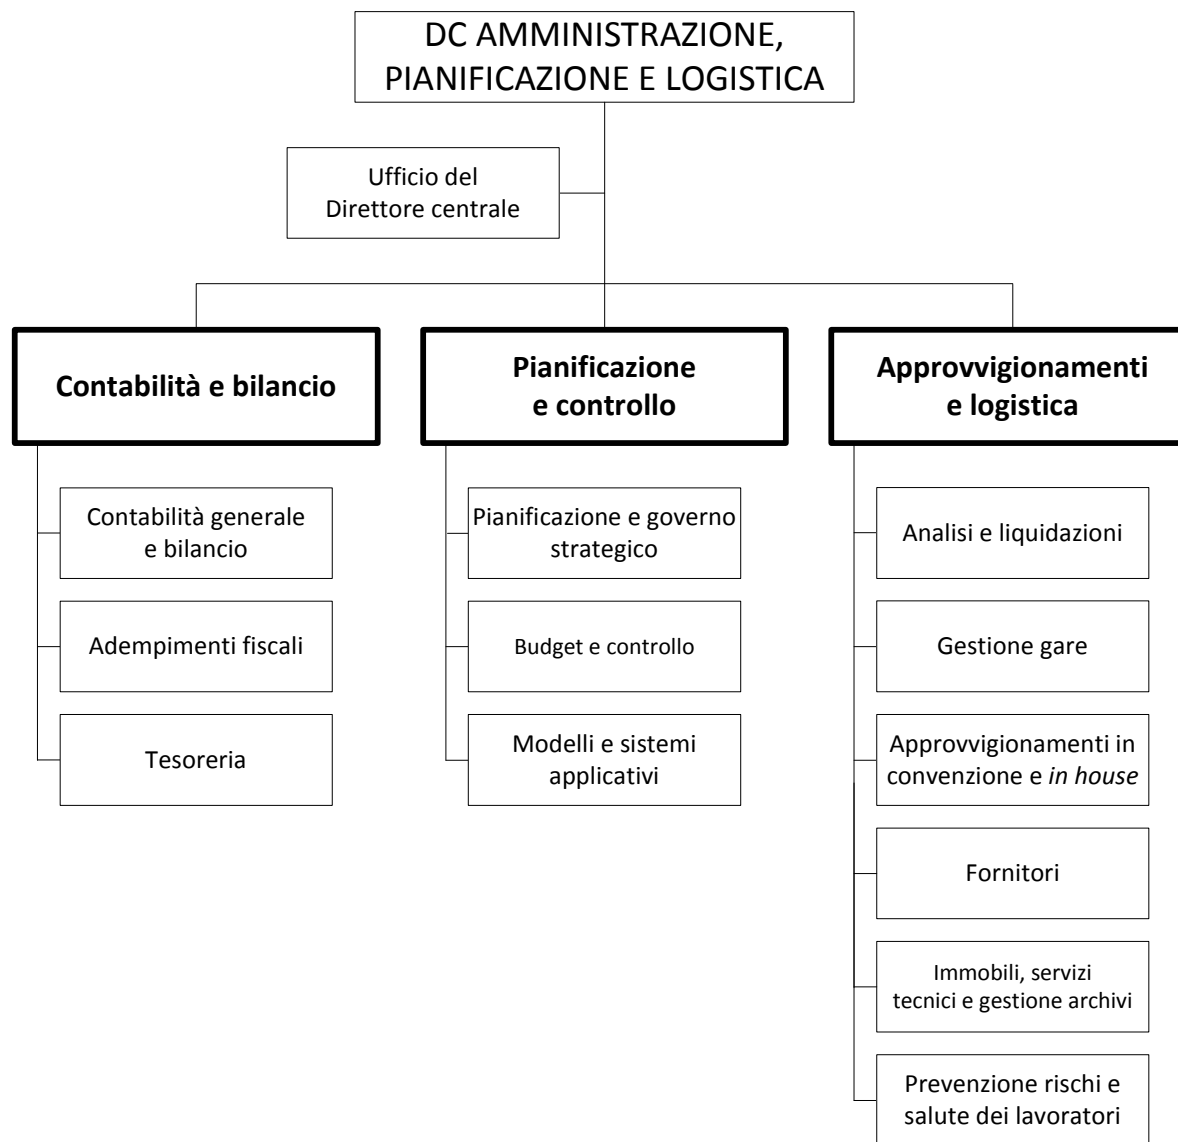 DC AMMINISTRAZIONE,
PIANIFICAZIONE E LOGISTICA
Ufficio del
Direttore centrale
Contabilità e bilancio
Pianificazione
e controllo
Approvvigionamenti
e logistica
Contabilità generale
e bilancio
Adempimenti fiscali
Tesoreria
Pianificazione e governo
strategico
Budget e controllo
Modelli e sistemi
applicativi
Analisi e liquidazioni
Gestione gare
Approvvigionamenti in
convenzione e in house
Fornitori
Immobili, servizi
tecnici e gestione archivi
Prevenzione rischi e
salute dei lavoratori